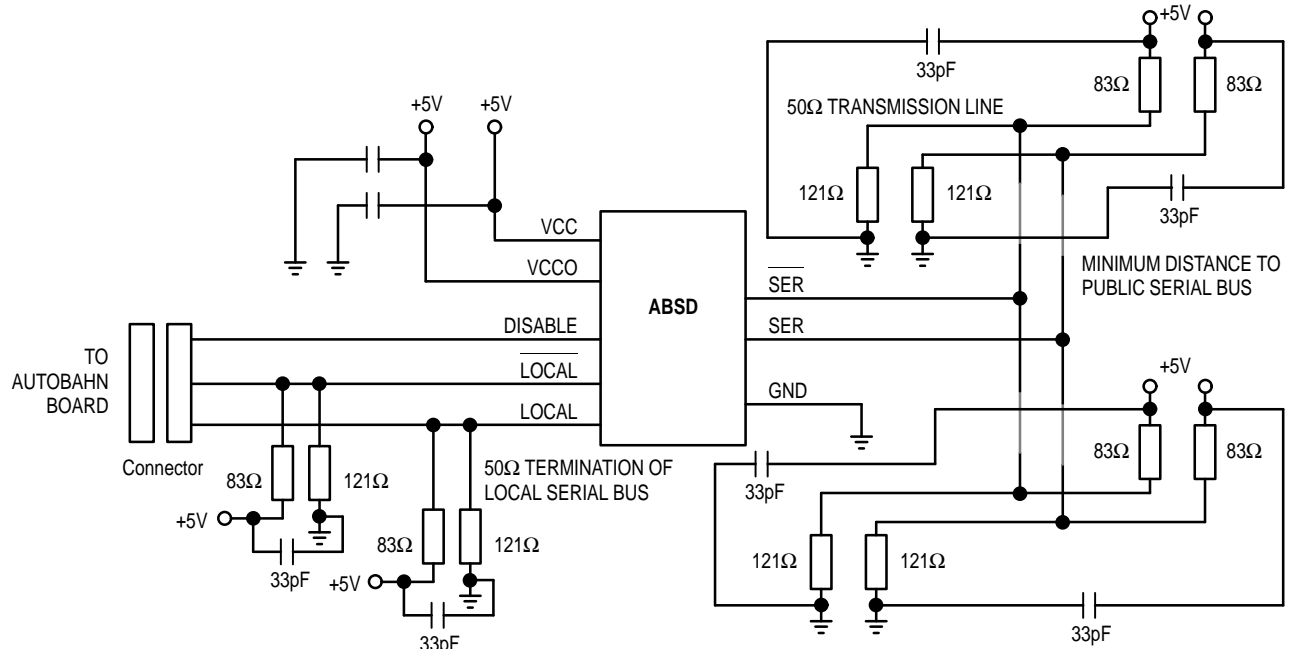 +5V
33pF
83Ω
83Ω
+5V
+5V
50Ω TRANSMISSION LINE
121Ω
121Ω
33pF
VCC
VCCO
ABSD
SER
SER
MINIMUM DISTANCE TO
PUBLIC SERIAL BUS
DISABLE
LOCAL
LOCAL
GND
TO
AUTOBAHN
BOARD
Connector
+5V
83Ω
83Ω
33pF
83Ω
121Ω
50Ω TERMINATION OF
LOCAL SERIAL BUS
+5V
33pF
83Ω
121Ω
+5V
33pF
121Ω
121Ω
33pF